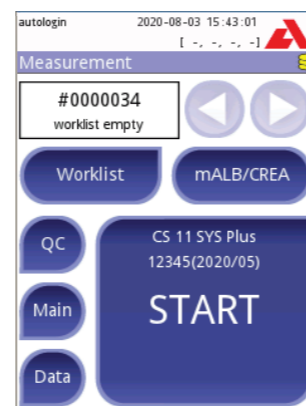 autologin 2020-08-03 15:43:01
[ -, -, -, -]
Measurement
#0000034
worklist empty
Worklist mALB/CREA
QC
CS 11 SYS Plus
12345(2020/05)
Main
START
Data